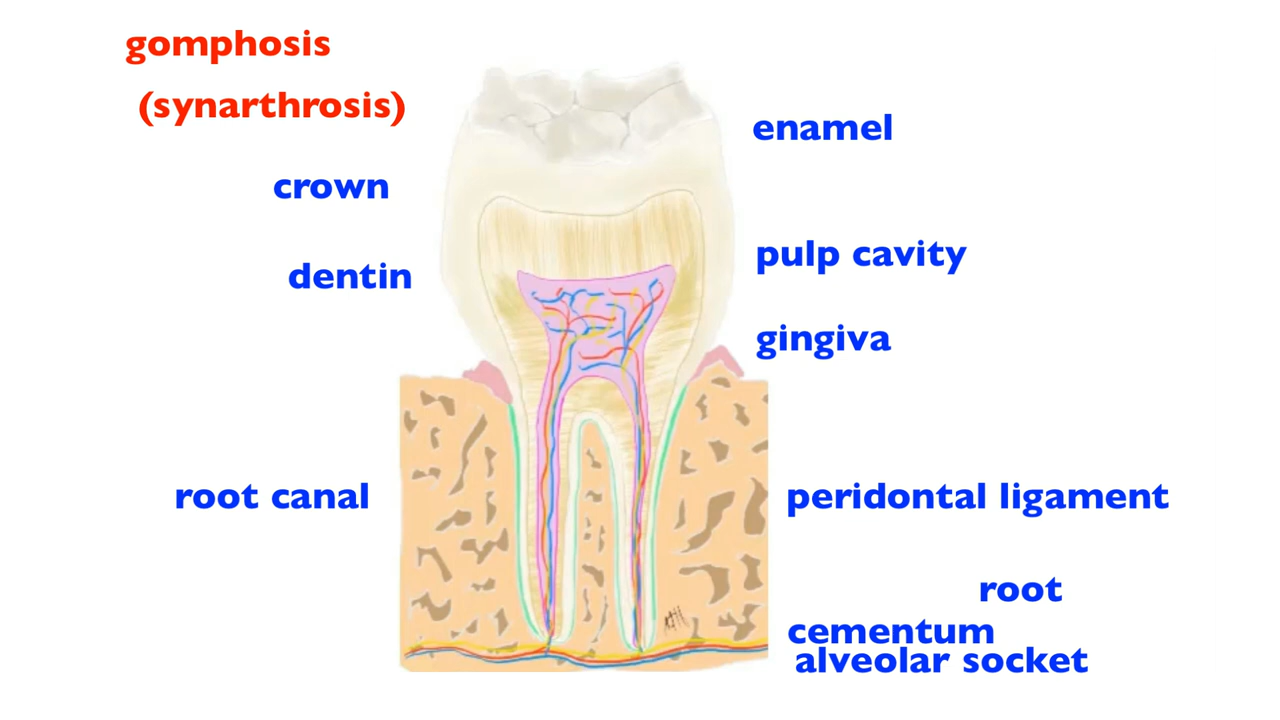 gomphosis
(synarthrosis)
enamel
crown
pulp cavity
dentin
gingiva
root canal
peridontal ligament
root
cementum
alveolar socket